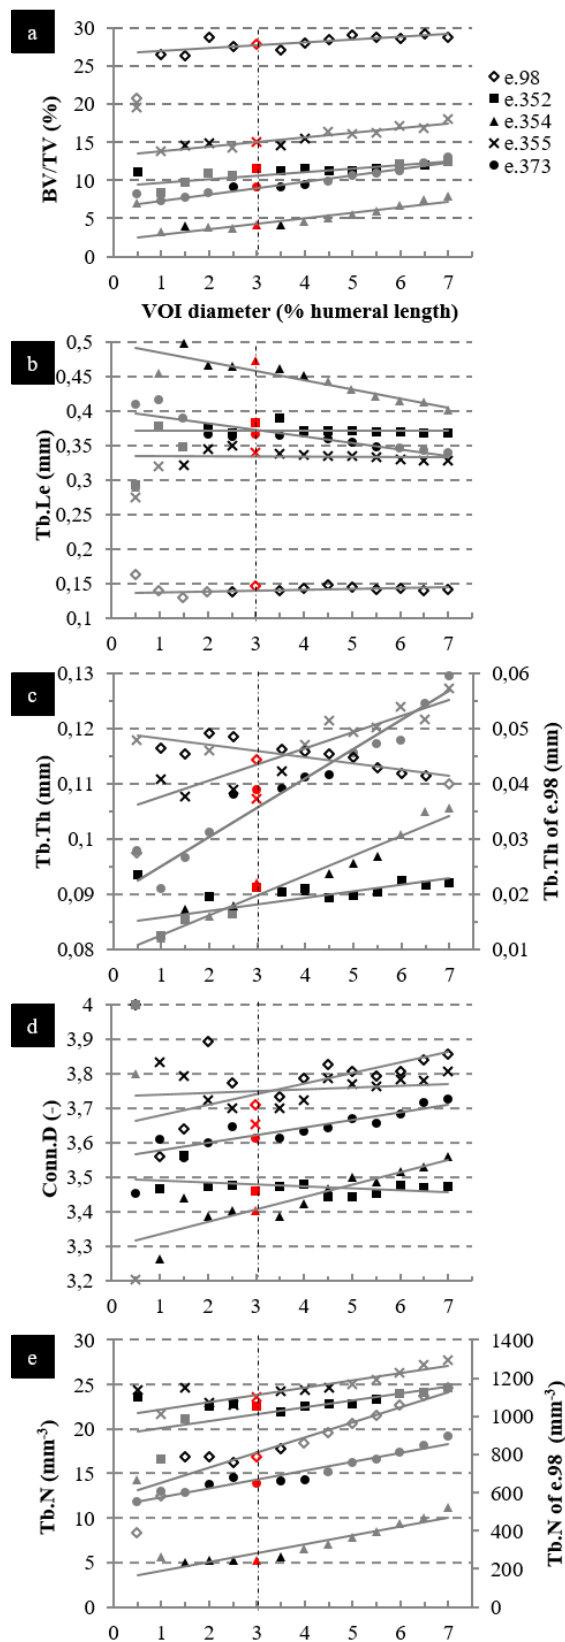 a
30
25
20
15
10
5
0
BV/TV (%)
0 1 2 3 4 5 6 7
VOI diameter (% humeral length)
e.98
e.352
e.354
e.355
e.373
b
0,5
0,45
0,4
0,35
0,3
0,25
0,2
0,15
0,1
Tb.Le (mm)
0 1 2 3 4 5 6 7
c
0,13
0,12
0,11
0,1
0,09
0,08
Tb.Th (mm)
0,06
0,05
0,04
0,03
0,02
0,01
Tb.Th of e.98 (mm)
0 1 2 3 4 5 6 7
d
4
3,9
3,8
3,7
3,6
3,5
3,4
3,3
3,2
Conn.D (-)
0 1 2 3 4 5 6 7
e
30
25
20
15
10
5
0
Tb.N (mm⁻³)
1400
1200
1000
800
600
400
200
0
Tb.N of e.98 (mm⁻³)
0 1 2 3 4 5 6 7